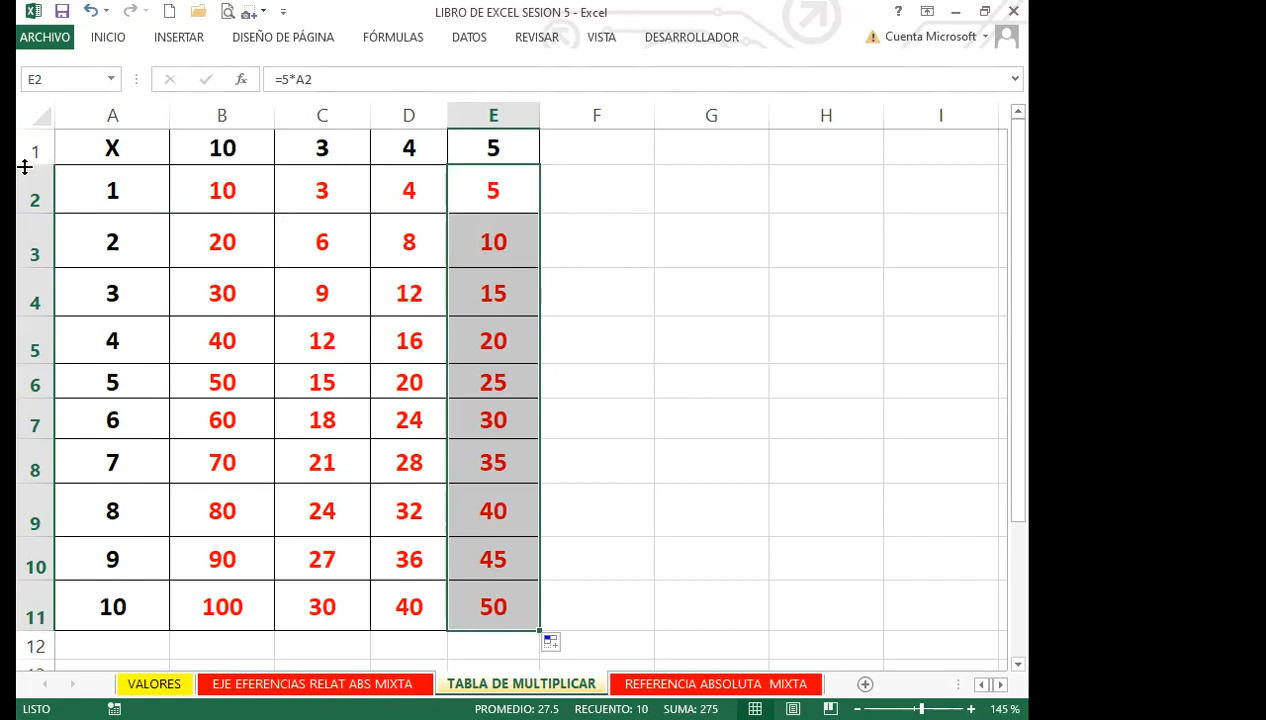 LIBRO DE EXCEL SESION 5 - Excel
?
ARCHIVO INICIO INSERTAR DISEÑO DE PÁGINA FÓRMULAS DATOS REVISAR VISTA DESARROLLADOR Cuenta Microsoft
E2 fx =5*A2
A B C D E F G H I
1 X 10 3 4 5
2 1 10 3 4 5
3 2 20 6 8 10
4 3 30 9 12 15
5 4 40 12 16 20
6 5 50 15 20 25
7 6 60 18 24 30
8 7 70 21 28 35
9 8 80 24 32 40
10 9 90 27 36 45
11 10 100 30 40 50
12
13
VALORES EJE EFERENCIAS RELAT ABS MIXTA TABLA DE MULTIPLICAR REFERENCIA ABSOLUTA MIXTA
LISTO PROMEDIO: 27.5 RECUENTO: 10 SUMA: 275 145 %